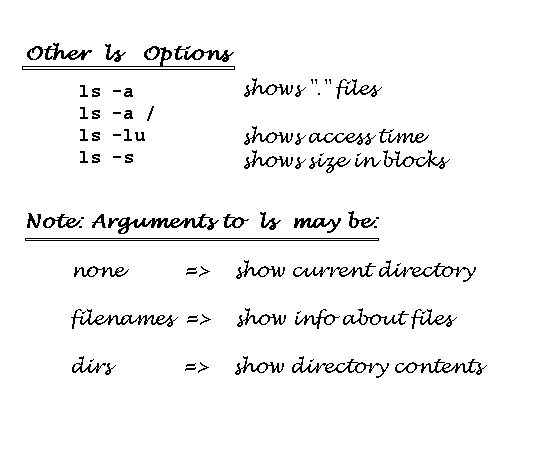 Other ls Options
ls -a shows "." files
ls -a /
ls -lu shows access time
ls -s shows size in blocks
Note: Arguments to ls may be:
none => show current directory
filenames => show info about files
dirs => show directory contents